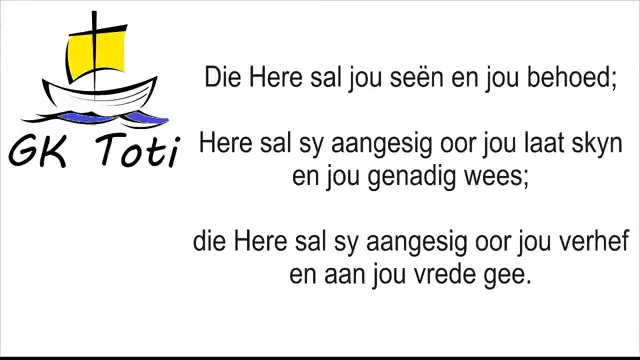 GK Toti
Die Here sal jou seën en jou behoed;
Here sal sy aangesig oor jou laat skyn
en jou genadig wees;
die Here sal sy aangesig oor jou verhef
en aan jou vrede gee.